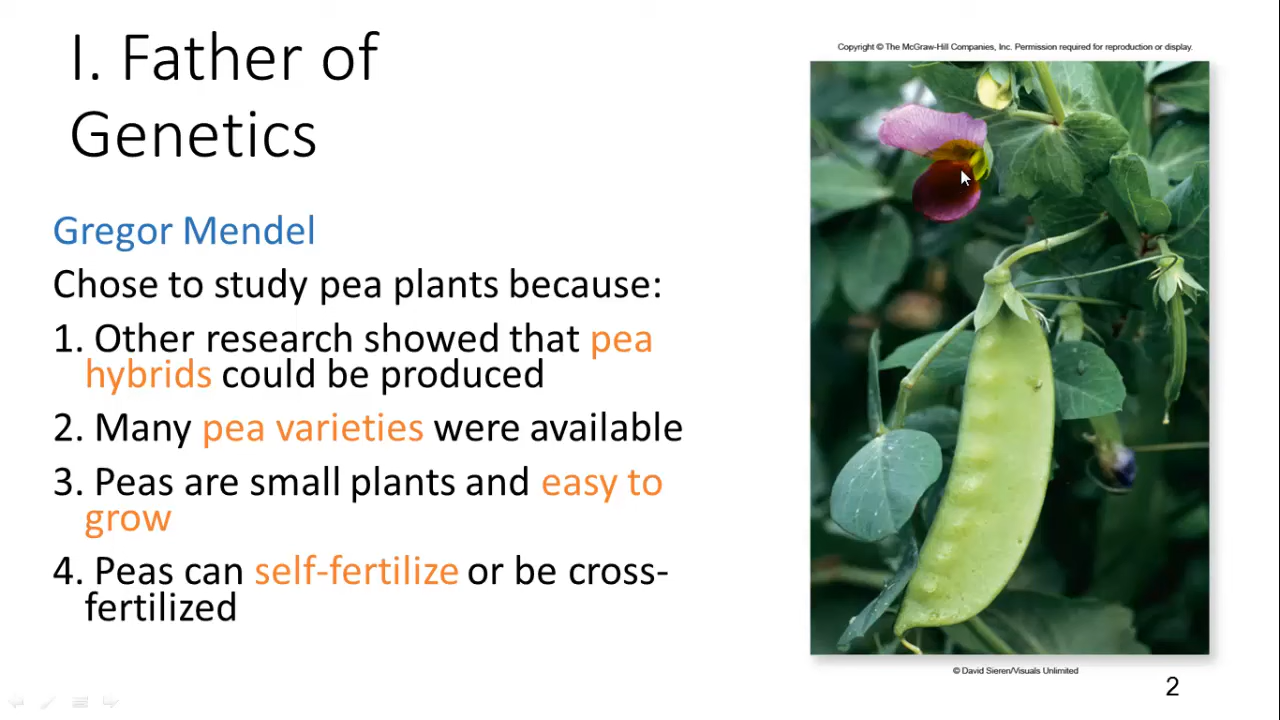 I. Father of
Genetics
Gregor Mendel
Chose to study pea plants because:
1. Other research showed that pea
hybrids could be produced
2. Many pea varieties were available
3. Peas are small plants and easy to
grow
4. Peas can self-fertilize or be cross-
fertilized
Copyright © The McGraw-Hill Companies, Inc. Permission required for reproduction or display.
© David Sieren/Visuals Unlimited
2